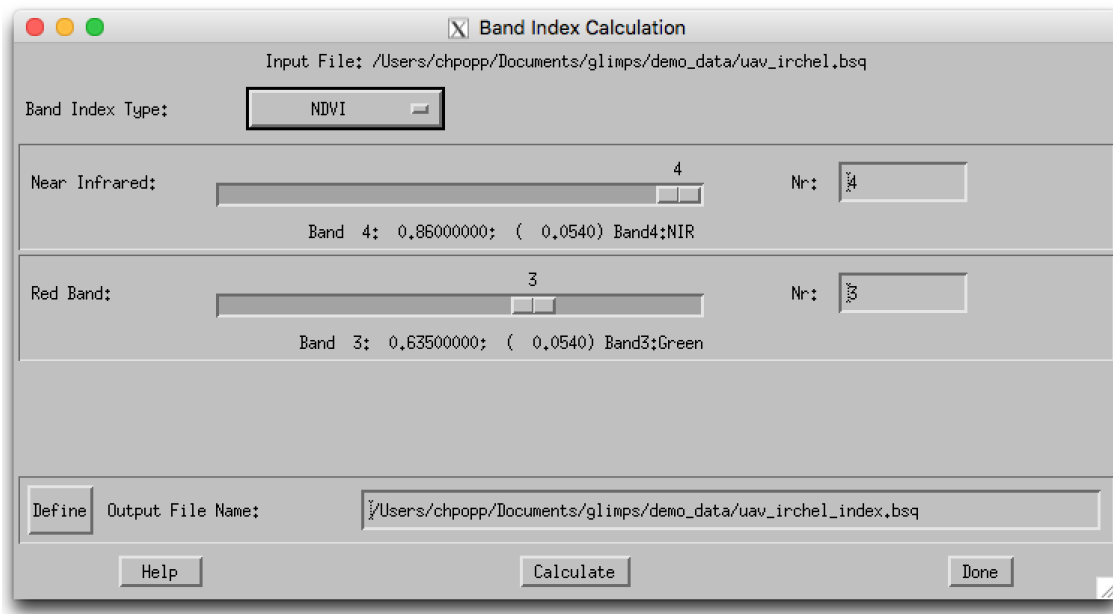 Band Index Calculation
Input File: /Users/chpopp/Documents/glimps/demo_data/uav_irchel.bsq
Band Index Type: NDVI
4
Near Infrared: Nr: 4
Band 4: 0.86000000; ( 0.0540) Band4:NIR
3
Red Band: Nr: 3
Band 3: 0.63500000; ( 0.0540) Band3:Green
Define Output File Name: /Users/chpopp/Documents/glimps/demo_data/uav_irchel_index.bsq
Help Calculate Done